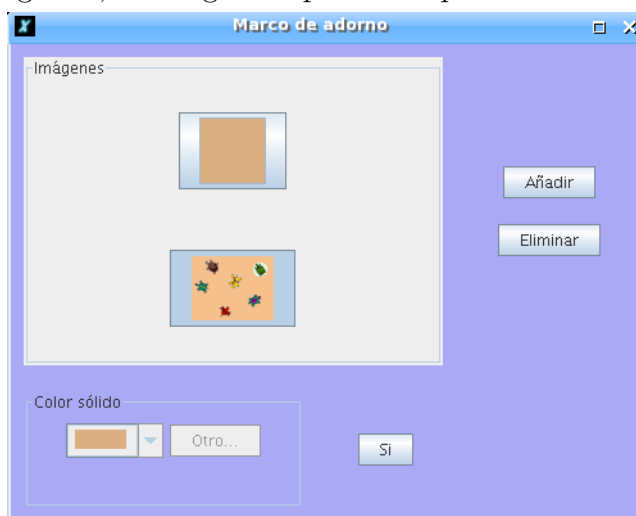 Marco de adorno
Imágenes
Añadir
Eliminar
Color sólido
Otro...
Si